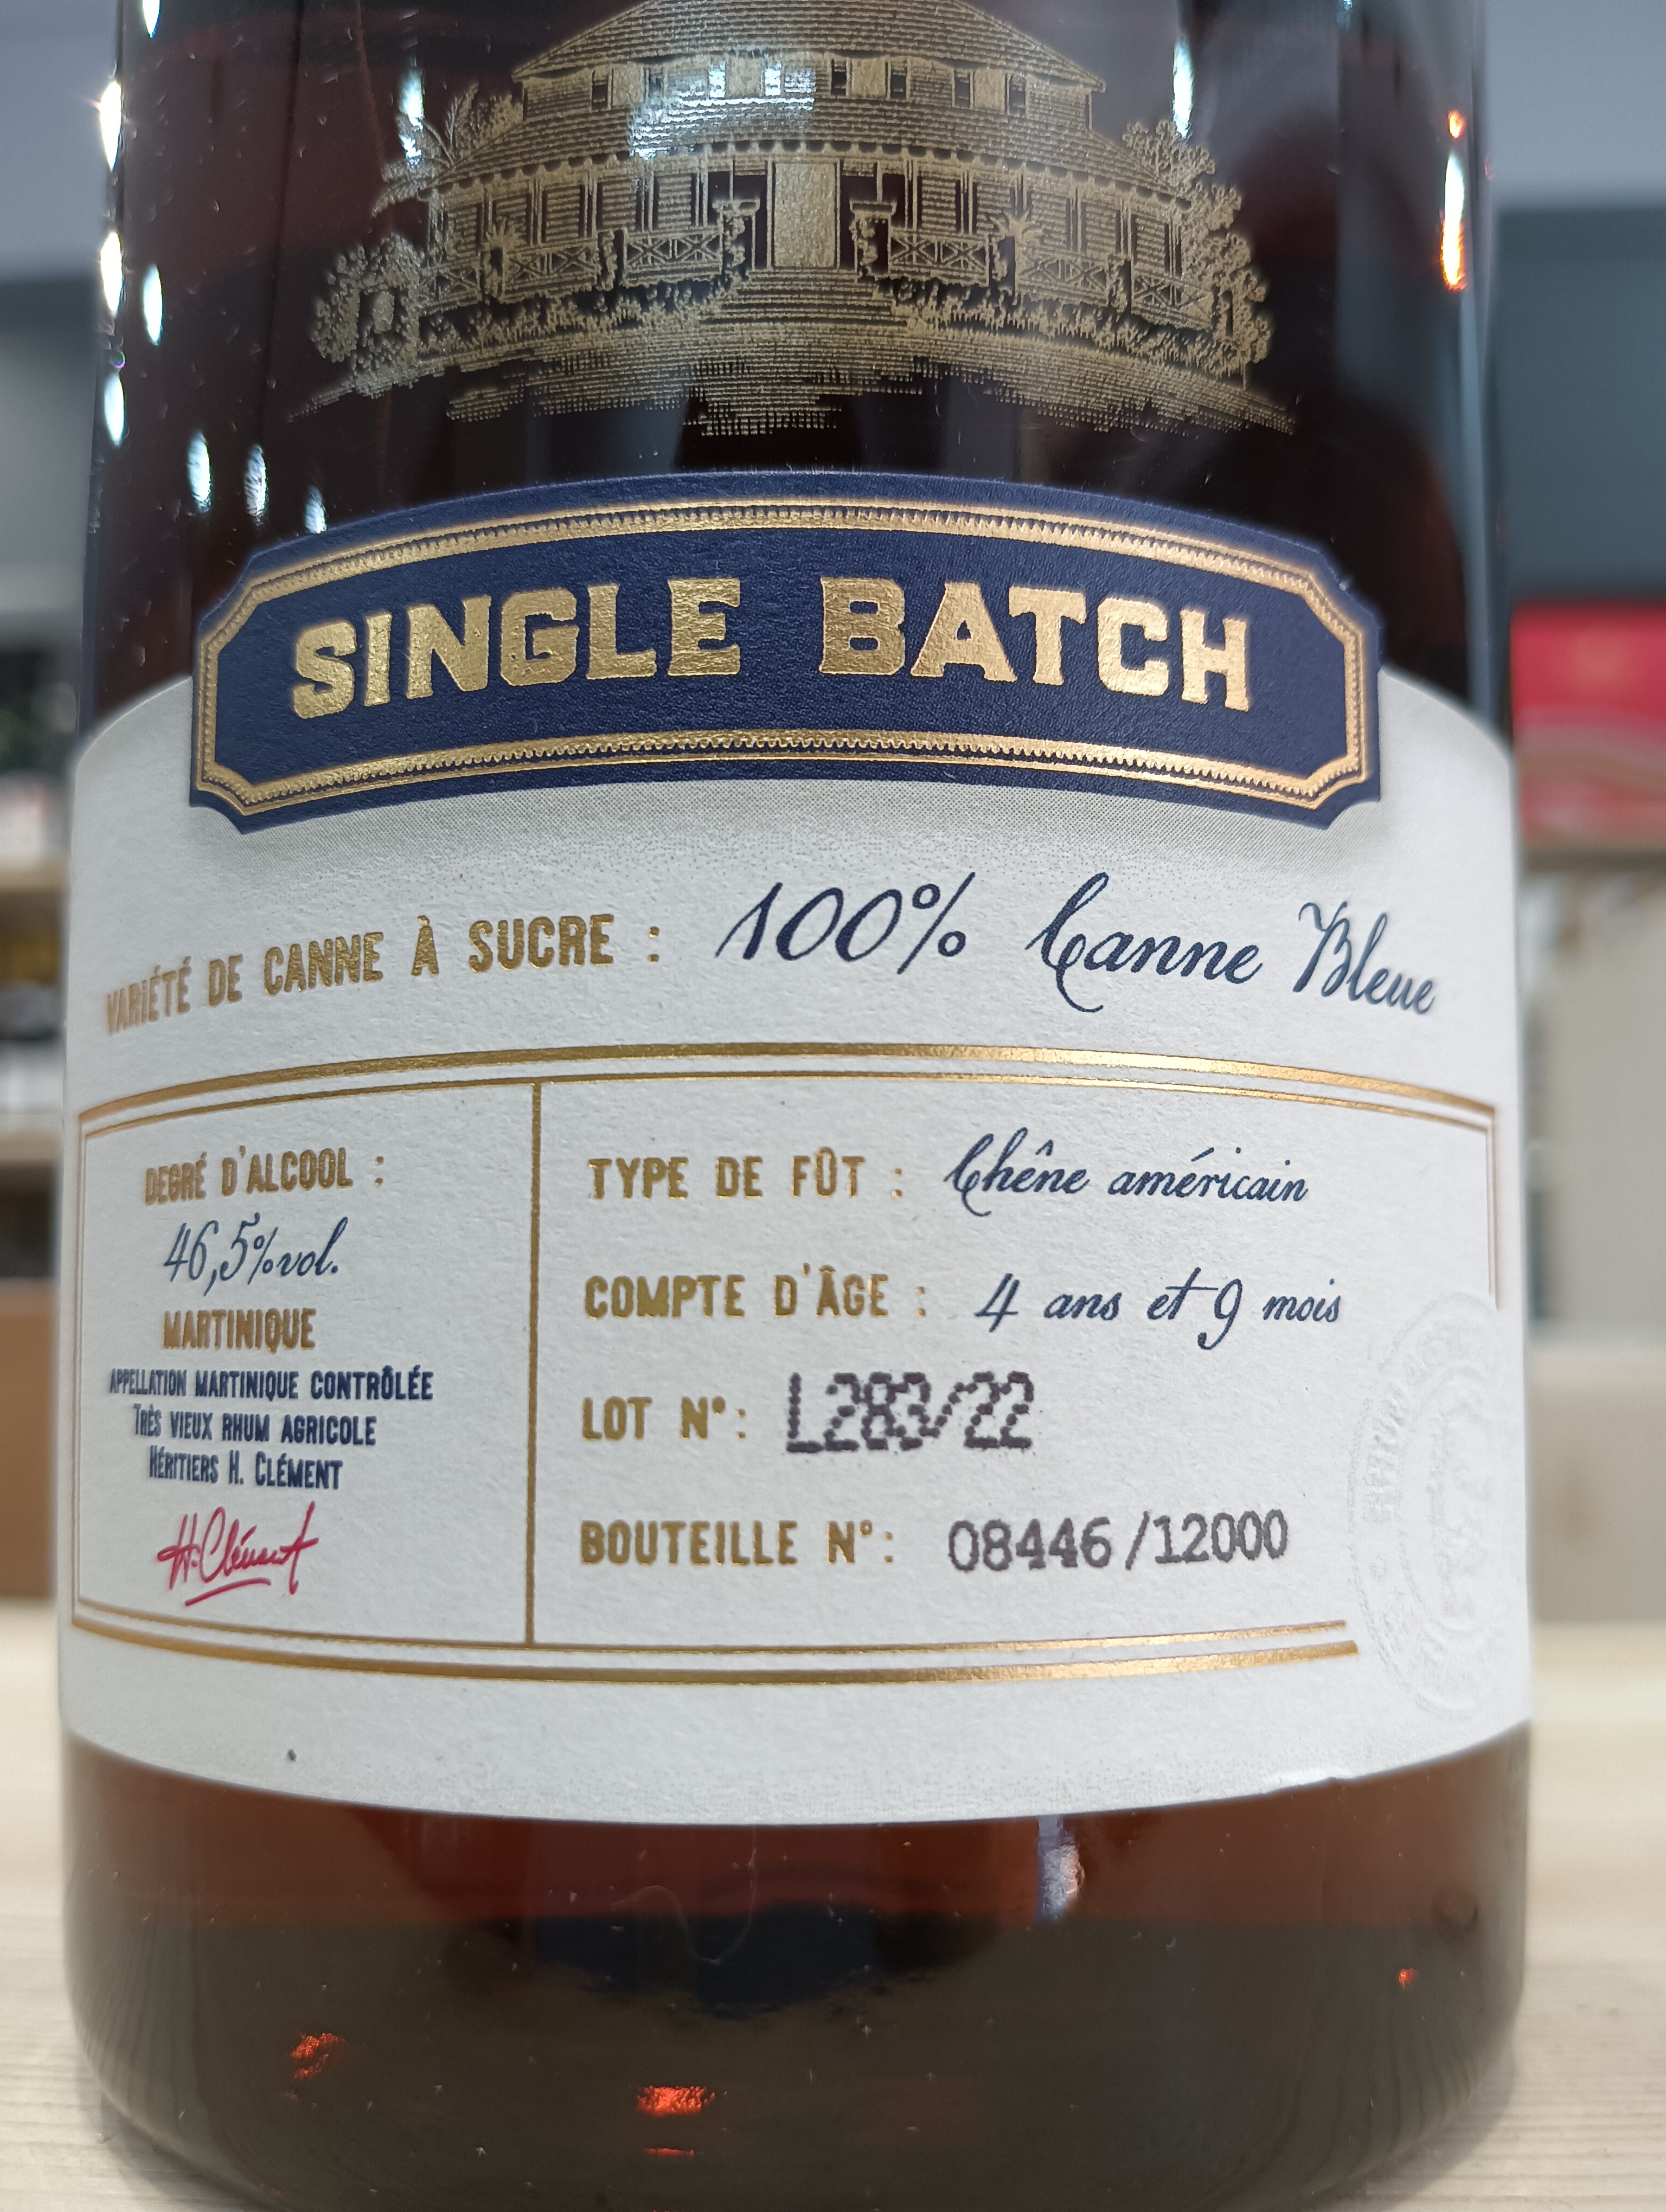 SINGLE BATCH
VARIÉTÉ DE CANNE À SUCRE : 100% Canne Bleue
DEGRÉ D'ALCOOL :
46,5%vol.
MARTINIQUE
APPELLATION MARTINIQUE CONTRÔLÉE
TRÈS VIEUX RHUM AGRICOLE
HÉRITIERS H. CLÉMENT
H. Clément
TYPE DE FÛT : Chêne américain
COMPTE D'ÂGE : 4 ans et 9 mois
LOT N° : L283/22
BOUTEILLE N° : 08446 /12000